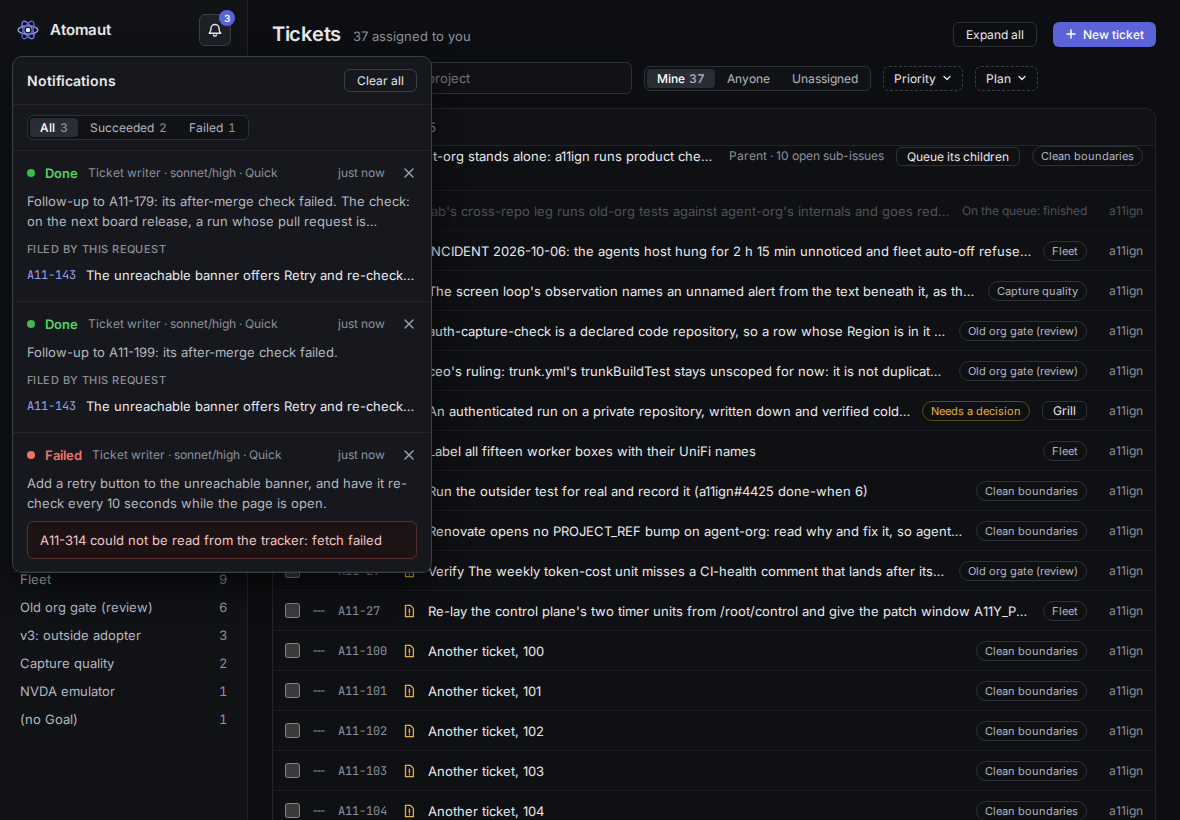 Atomaut
3
Tickets 37 assigned to you
Expand all
+ New ticket
Notifications
Clear all
roject
Mine 37 Anyone Unassigned
Priority
Plan
All 3 Succeeded 2 Failed 1
Done Ticket writer · sonnet/high · Quick just now
Follow-up to A11-179: its after-merge check failed. The check:
on the next board release, a run whose pull request is…
FILED BY THIS REQUEST
A11-143 The unreachable banner offers Retry and re-check…
Done Ticket writer · sonnet/high · Quick just now
Follow-up to A11-199: its after-merge check failed.
FILED BY THIS REQUEST
A11-143 The unreachable banner offers Retry and re-check…
Failed Ticket writer · sonnet/high · Quick just now
Add a retry button to the unreachable banner, and have it re-
check every 10 seconds while the page is open.
A11-314 could not be read from the tracker: fetch failed
Fleet 9
Old org gate (review) 6
v3: outside adopter 3
Capture quality 2
NVDA emulator 1
(no Goal) 1
t-org stands alone: a11ign runs product che… Parent · 10 open sub-issues Queue its children Clean boundaries
ab's cross-repo leg runs old-org tests against agent-org's internals and goes red… On the queue: finished a11ign
INCIDENT 2026-10-06: the agents host hung for 2 h 15 min unnoticed and fleet auto-off refuse… Fleet a11ign
The screen loop's observation names an unnamed alert from the text beneath it, as th… Capture quality a11ign
auth-capture-check is a declared code repository, so a row whose Region is in it … Old org gate (review) a11ign
ceo's ruling: trunk.yml's trunkBuildTest stays unscoped for now: it is not duplicat… Old org gate (review) a11ign
An authenticated run on a private repository, written down and verified cold… Needs a decision Grill a11ign
Label all fifteen worker boxes with their UniFi names Fleet a11ign
Run the outsider test for real and record it (a11ign#4425 done-when 6) Clean boundaries a11ign
Renovate opens no PROJECT_REF bump on agent-org: read why and fix it, so agent… Clean boundaries a11ign
Verify The weekly token-cost unit misses a CI-health comment that lands after its… Old org gate (review) a11ign
A11-27 Re-lay the control plane's two timer units from /root/control and give the patch window A11Y_P… Fleet a11ign
A11-100 Another ticket, 100 Clean boundaries a11ign
A11-101 Another ticket, 101 Clean boundaries a11ign
A11-102 Another ticket, 102 Clean boundaries a11ign
A11-103 Another ticket, 103 Clean boundaries a11ign
A11-104 Another ticket, 104 Clean boundaries a11ign